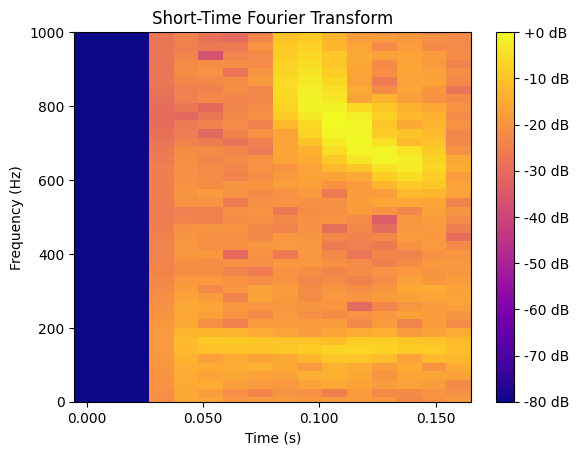 Short-Time Fourier Transform
1000
800
600
400
200
0
Frequency (Hz)
0.000
0.050
0.100
0.150
Time (s)
+0 dB
-10 dB
-20 dB
-30 dB
-40 dB
-50 dB
-60 dB
-70 dB
-80 dB